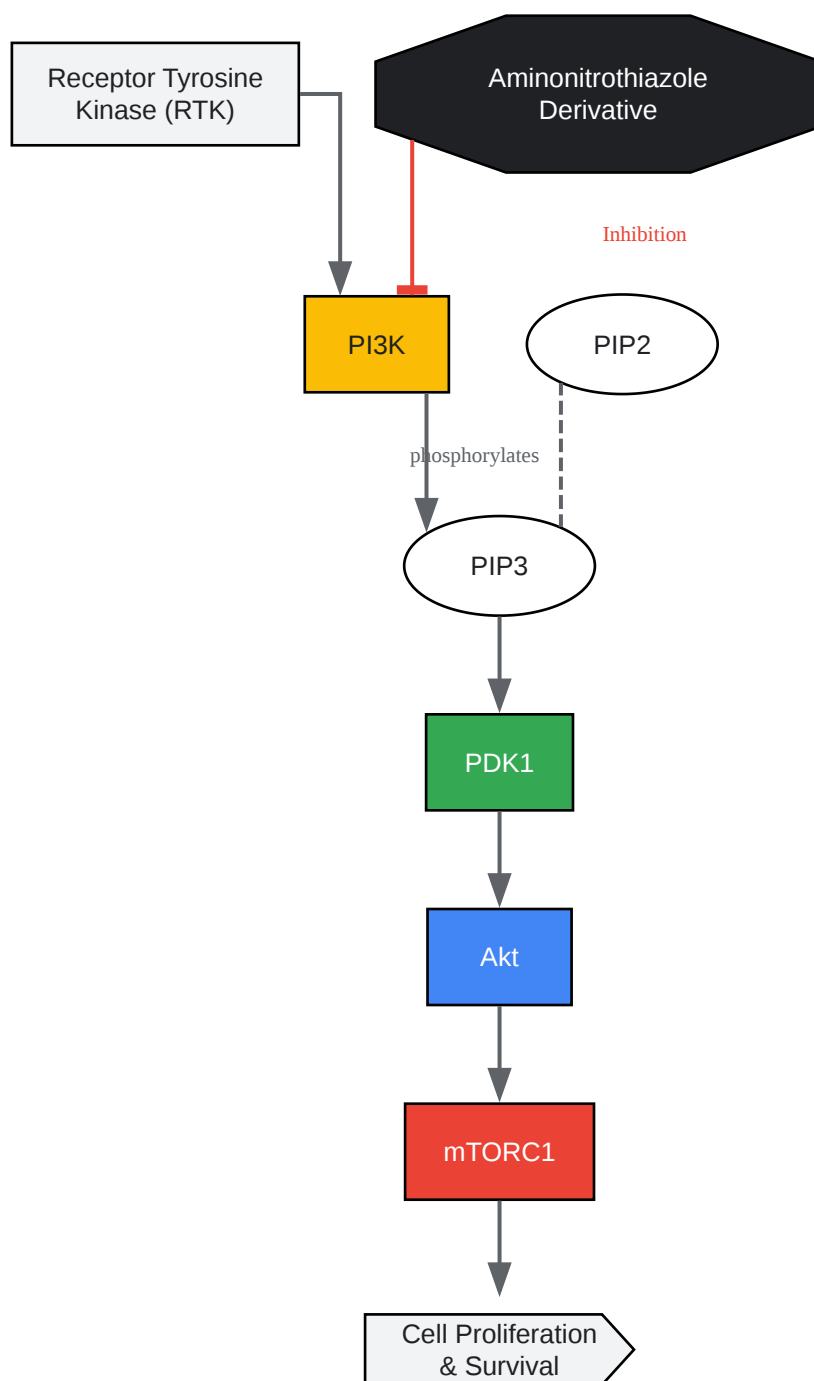 Receptor Tyrosine
Kinase (RTK)
Aminonitrothiazole
Derivative
Inhibition
PI3K
PIP2
phosphorylates
PIP3
PDK1
Akt
mTORC1
Cell Proliferation
& Survival